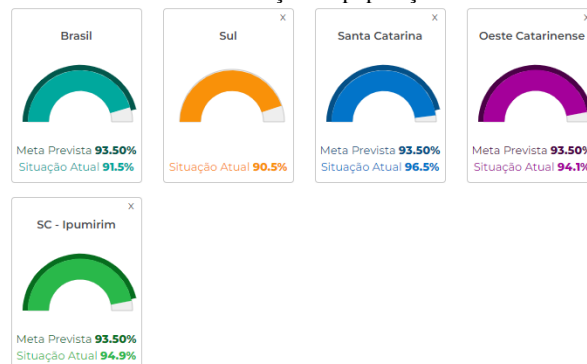 x
Brasil
Meta Prevista 93.50%
Situação Atual 91.5%
x
Sul
Situação Atual 90.5%
x
Santa Catarina
Meta Prevista 93.50%
Situação Atual 96.5%
x
Oeste Catarinense
Meta Prevista 93.50%
Situação Atual 94.1%
x
SC - Ipumirim
Meta Prevista 93.50%
Situação Atual 94.9%